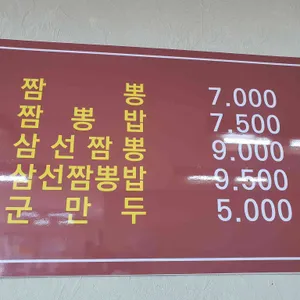 짬 뽕 7.000
짬 뽕 밥 7.500
삼 선 짬 뽕 9.000
삼선짬뽕밥 9.500
군 만 두 5.000